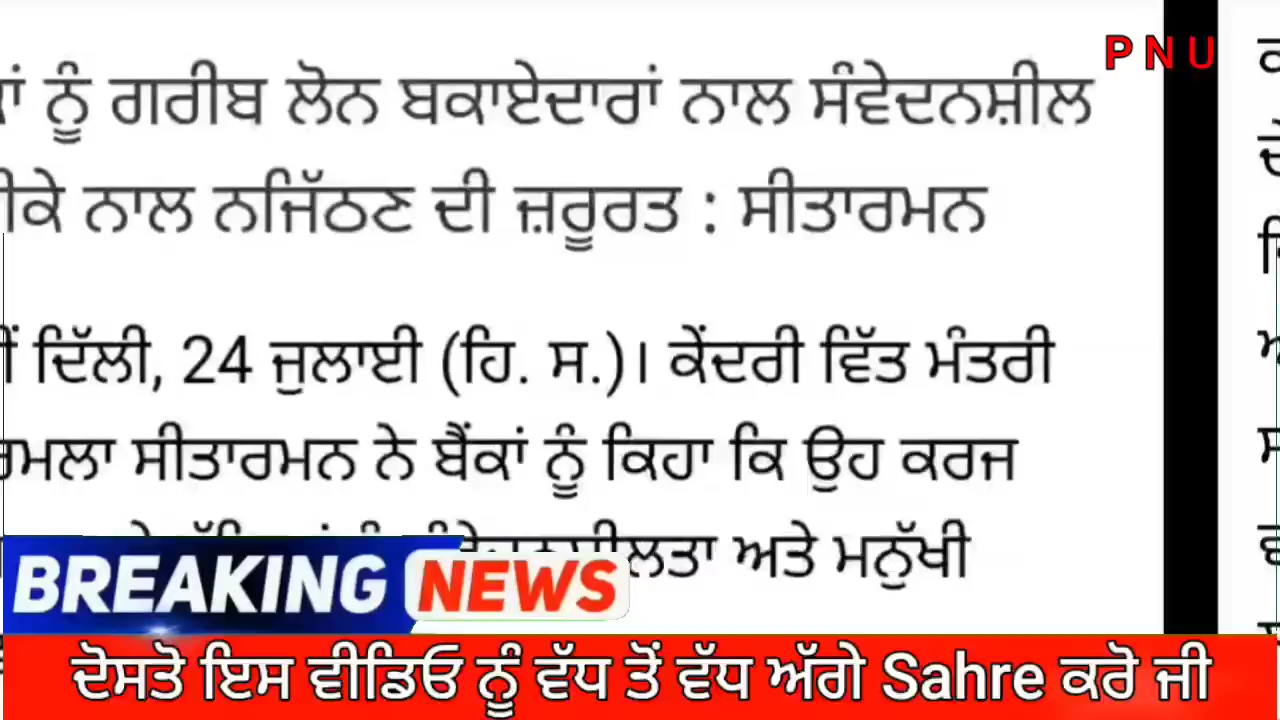 PNU
ਨੂੰ ਗਰੀਬ ਲੋਨ ਬਕਾਏਦਾਰਾਂ ਨਾਲ ਸੰਵੇਦਨਸ਼ੀਲ
ਨਾਲ ਨਜਿੱਠਣ ਦੀ ਜ਼ਰੂਰਤ : ਸੀਤਾਰਮਨ
ਦਿੱਲੀ, 24 ਜੁਲਾਈ (ਹਿ. ਸ.)। ਕੇਂਦਰੀ ਵਿੱਤ ਮੰਤਰੀ
ਸੀਤਾਰਮਨ ਨੇ ਬੈਂਕਾਂ ਨੂੰ ਕਿਹਾ ਕਿ ਉਹ ਕਰਜ
ਅਤੇ ਮਨੁੱਖੀ
BREAKING NEWS
ਦੋਸਤੋ ਇਸ ਵੀਡਿਓ ਨੂੰ ਵੱਧ ਤੋਂ ਵੱਧ ਅੱਗੇ Sahre ਕਰੋ ਜੀ